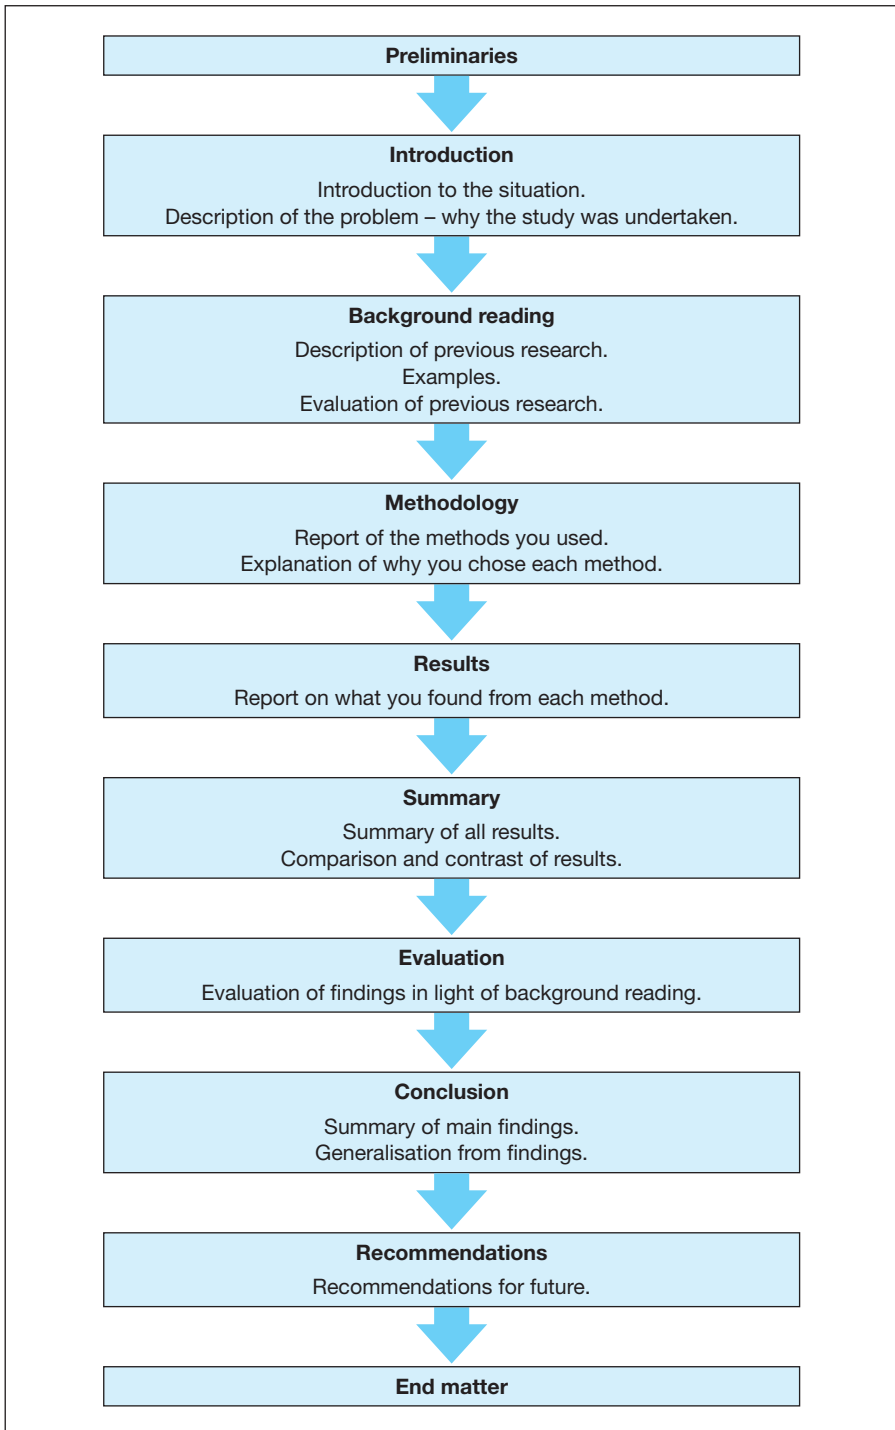 Preliminaries
Introduction
Introduction to the situation.
Description of the problem – why the study was undertaken.
Background reading
Description of previous research.
Examples.
Evaluation of previous research.
Methodology
Report of the methods you used.
Explanation of why you chose each method.
Results
Report on what you found from each method.
Summary
Summary of all results.
Comparison and contrast of results.
Evaluation
Evaluation of findings in light of background reading.
Conclusion
Summary of main findings.
Generalisation from findings.
Recommendations
Recommendations for future.
End matter